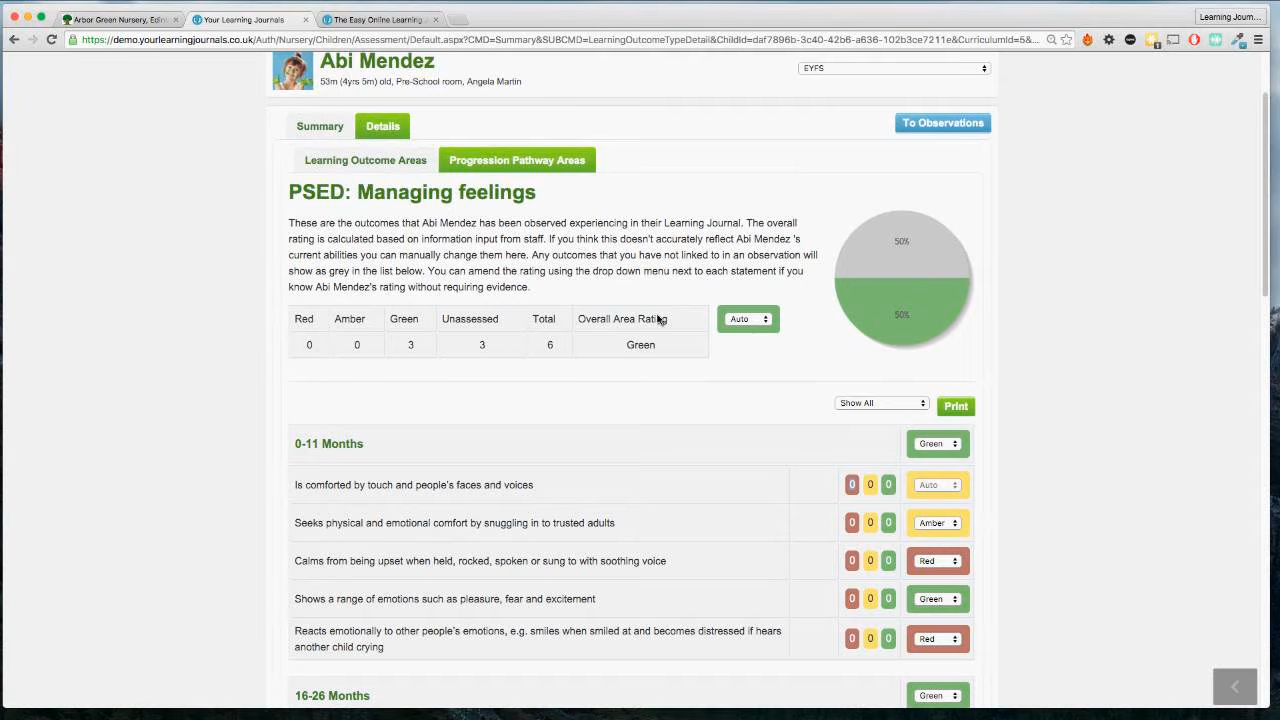 Arbor Green Nursery, Edin
Your Learning Journals
The Easy Online Learning
Learning Journ...
https://demo.yourlearningjournals.co.uk/Auth/Nursery/Children/Assessment/Default.aspx?CMD=Summary&SUBCMD=LearningOutcomeTypeDetail&ChildId=daf7896b-3c40-42b6-a636-102b3ce7211e&CurriculumId=5&...
Abi Mendez
53m (4yrs 5m) old, Pre-School room, Angela Martin
EYFS
Summary
Details
To Observations
Learning Outcome Areas
Progression Pathway Areas
PSED: Managing feelings
These are the outcomes that Abi Mendez has been observed experiencing in their Learning Journal. The overall
rating is calculated based on information input from staff. If you think this doesn't accurately reflect Abi Mendez 's
current abilities you can manually change them here. Any outcomes that you have not linked to in an observation will
show as grey in the list below. You can amend the rating using the drop down menu next to each statement if you
know Abi Mendez's rating without requiring evidence.
50%
50%
Red Amber Green Unassessed Total Overall Area Rating
Auto
0 0 3 3 6 Green
Show All
Print
0-11 Months
Green
Is comforted by touch and people's faces and voices
0 0 0 Auto
Seeks physical and emotional comfort by snuggling in to trusted adults
0 0 0 Amber
Calms from being upset when held, rocked, spoken or sung to with soothing voice
0 0 0 Red
Shows a range of emotions such as pleasure, fear and excitement
0 0 0 Green
Reacts emotionally to other people's emotions, e.g. smiles when smiled at and becomes distressed if hears
another child crying
0 0 0 Red
16-26 Months
Green